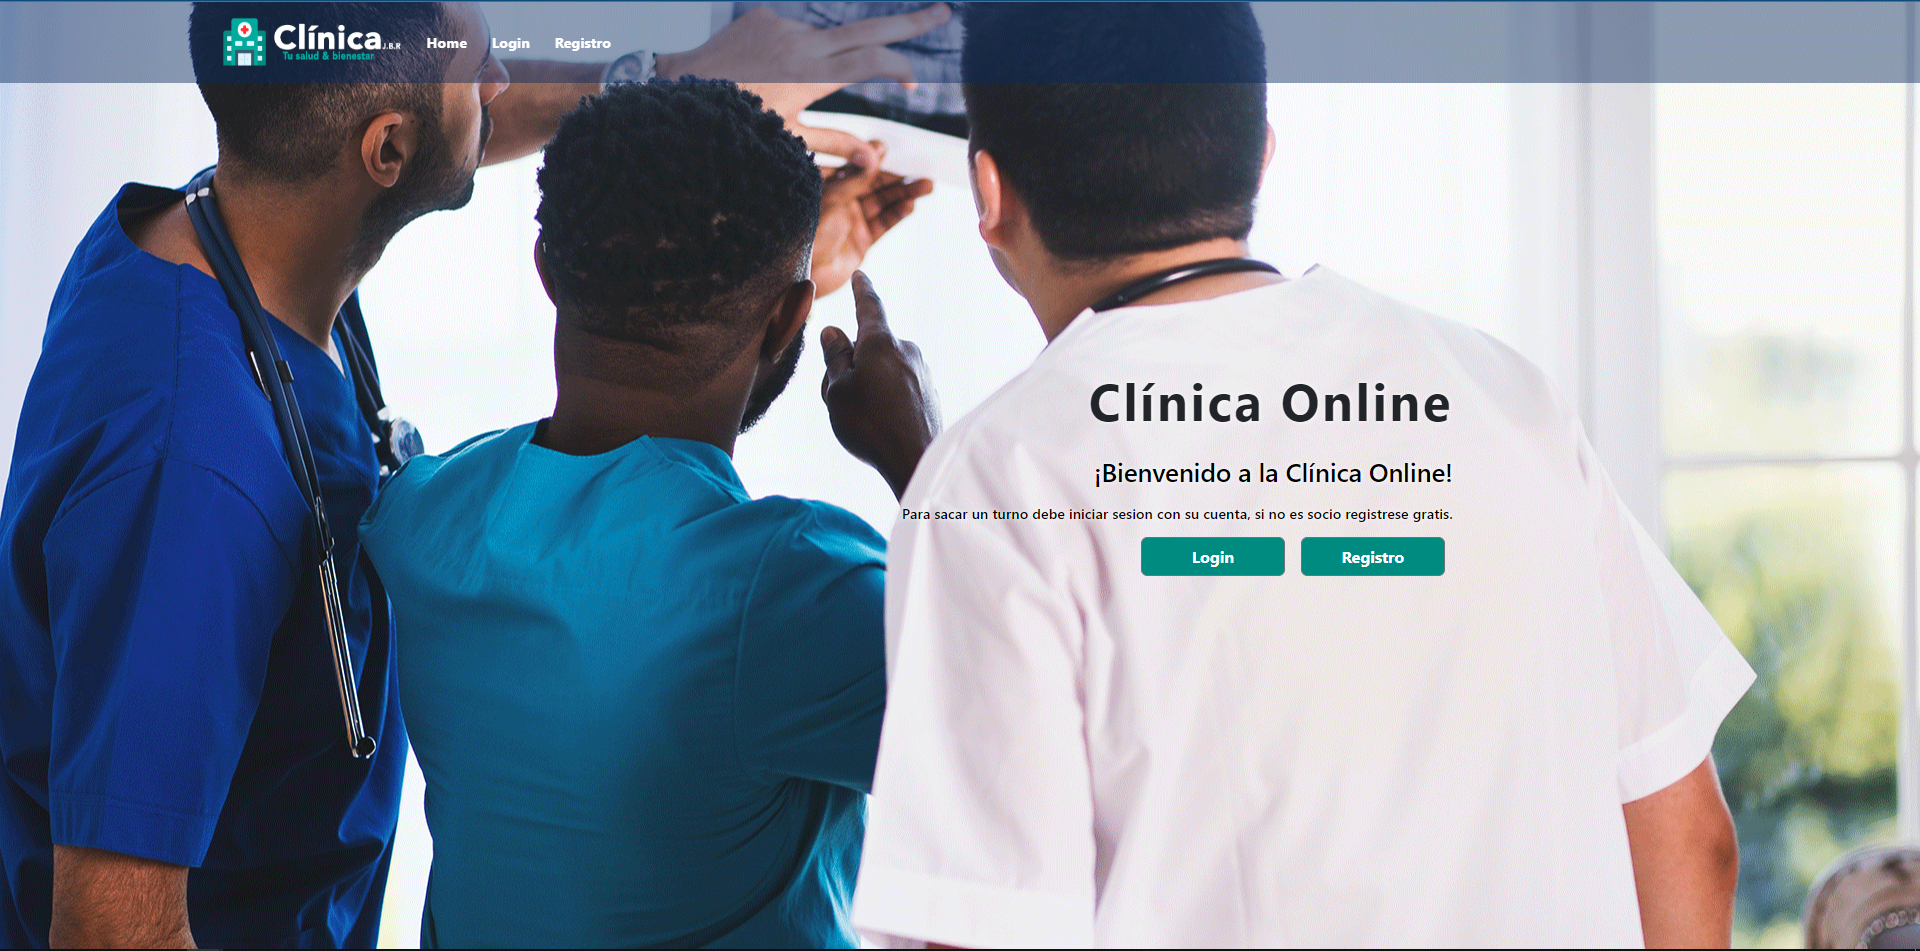 Clínica J.B.R
Tu salud & bienestar
Home Login Registro
Clínica Online
¡Bienvenido a la Clínica Online!
Para sacar un turno debe iniciar sesion con su cuenta, si no es socio registrese gratis.
Login Registro